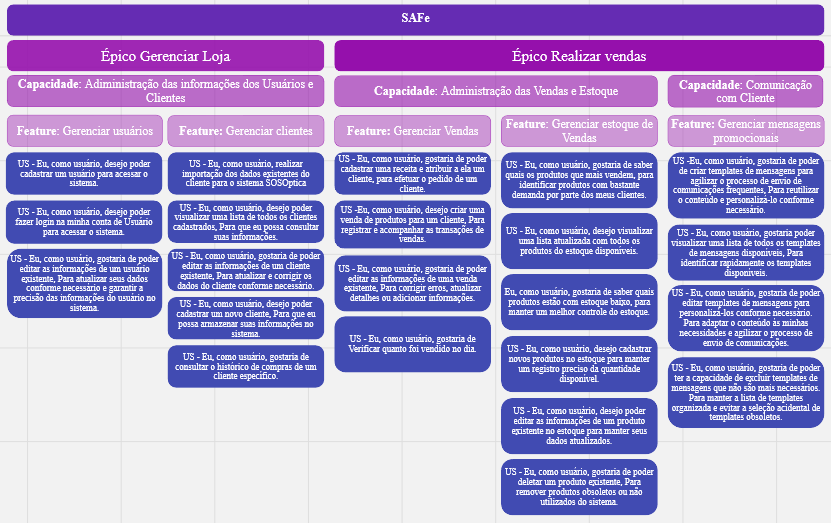 SAFe
Épico Gerenciar Loja
Épico Realizar vendas
Capacidade: Adiministração das informações dos Usuários e
Clientes
Capacidade: Administração das Vendas e Estoque
Capacidade: Comunicação
com Cliente
Feature: Gerenciar usuários
Feature: Gerenciar clientes
Feature: Gerenciar Vendas
Feature: Gerenciar estoque de
Vendas
Feature: Gerenciar mensagens
promocionais
US - Eu, como usuário, desejo poder
cadastrar um usuário para acessar o
sistema.
US - Eu, como usuário, desejo poder
fazer login na minha conta de Usuário
para acessar o sistema.
US - Eu, como usuário, gostaria de poder
editar as informações de um usuário
existente, Para atualizar seus dados
conforme necessário e garantir a
precisão das informações do usuário no
sistema.
US - Eu, como usuário, realizar
importação dos dados existentes do
cliente para o sistema SOSÓptica
US - Eu, como usuário, desejo poder
visualizar uma lista de todos os clientes
cadastrados, Para que eu possa consultar
suas informações.
US - Eu, como usuário, gostaria de poder
editar as informações de um cliente
existente, Para atualizar e corrigir os
dados do cliente conforme necessário.
US - Eu, como usuário, desejo poder
cadastrar um novo cliente, Para que eu
possa armazenar suas informações no
sistema.
US - Eu, como usuário, gostaria de
consultar o histórico de compras de um
cliente específico.
US - Eu, como usuário, gostaria de poder
cadastrar uma receita e atribuir a ela um
cliente, para efetuar o pedido de um
cliente.
US -Eu, como usuário, desejo criar uma
venda de produtos para um cliente, Para
registrar e acompanhar as transações de
vendas.
US - Eu, como usuário, gostaria de poder
editar as informações de uma venda
existente, Para corrigir erros, atualizar
detalhes ou adicionar informações.
US - Eu, como usuário, gostaria de
Verificar quanto foi vendido no dia.
US - Eu, como usuário, gostaria de saber
quais os produtos que mais vendem, para
identificar produtos com bastante
demanda por parte dos meus clientes.
US - Eu, como usuário, desejo visualizar
uma lista atualizada com todos os
produtos do estoque disponíveis.
Eu, como usuário, gostaria de saber quais
produtos estão com estoque baixo, para
manter um melhor controle do estoque.
US - Eu, como usuário, desejo cadastrar
novos produtos no estoque para manter
um registro preciso da quantidade
disponível.
US - Eu, como usuário, desejo poder
editar as informações de um produto
existente no estoque para manter seus
dados atualizados.
US - Eu, como usuário, gostaria de poder
deletar um produto existente, Para
remover produtos obsoletos ou não
utilizados do sistema.
US -Eu, como usuário, gostaria de poder
de criar templates de mensagens para
agilizar o processo de envio de
comunicações frequentes, Para reutilizar
o conteúdo e personalizá-lo conforme
necessário.
US - Eu, como usuário, gostaria poder
visualizar uma lista de todos os templates
de mensagens disponíveis, Para
identificar rapidamente os templates
disponíveis.
US - Eu, como usuário, gostaria de poder
editar templates de mensagens para
personalizá-los conforme necessário.
Para adaptar o conteúdo às minhas
necessidades e agilizar o processo de
envio de comunicações.
US - Eu, como usuário, gostaria de poder
ter a capacidade de excluir templates de
mensagens que não são mais necessários.
Para manter a lista de templates
organizada e evitar a seleção acidental de
templates obsoletos.